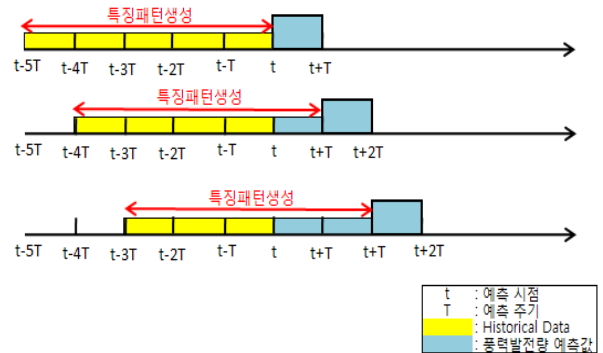 특징패턴생성
t-5T t-4T t-3T t-2T t-T t t+T
특징패턴생성
t-5T t-4T t-3T t-2T t-T t t+T t+2T
특징패턴생성
t-5T t-4T t-3T t-2T t-T t t+T t+T t+2T
t : 예측 시점
T : 예측 주기
: Historical Data
: 풍력발전량 예측값